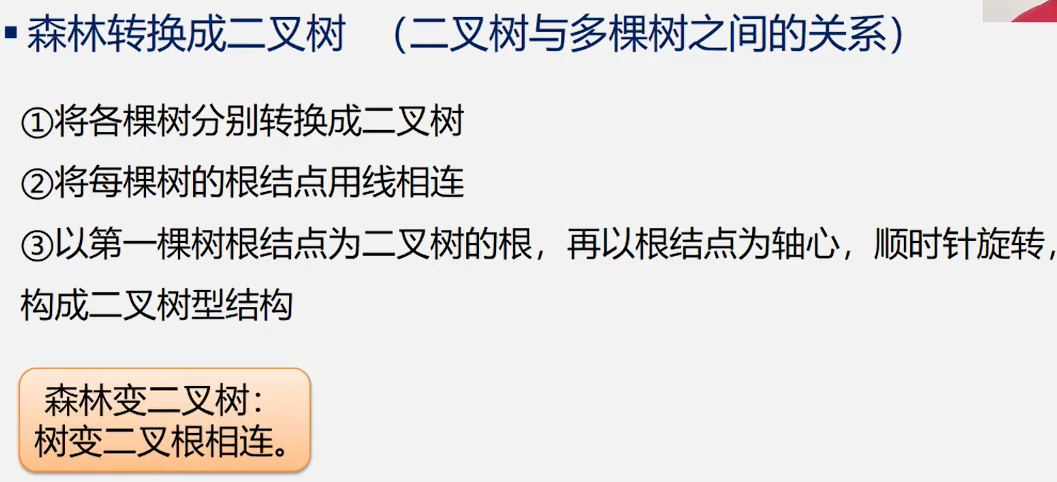 ▪森林转换成二叉树 （二叉树与多棵树之间的关系）
①将各棵树分别转换成二叉树
②将每棵树的根结点用线相连
③以第一棵树根结点为二叉树的根，再以根结点为轴心，顺时针旋转，
构成二叉树型结构
森林变二叉树：
树变二叉根相连。